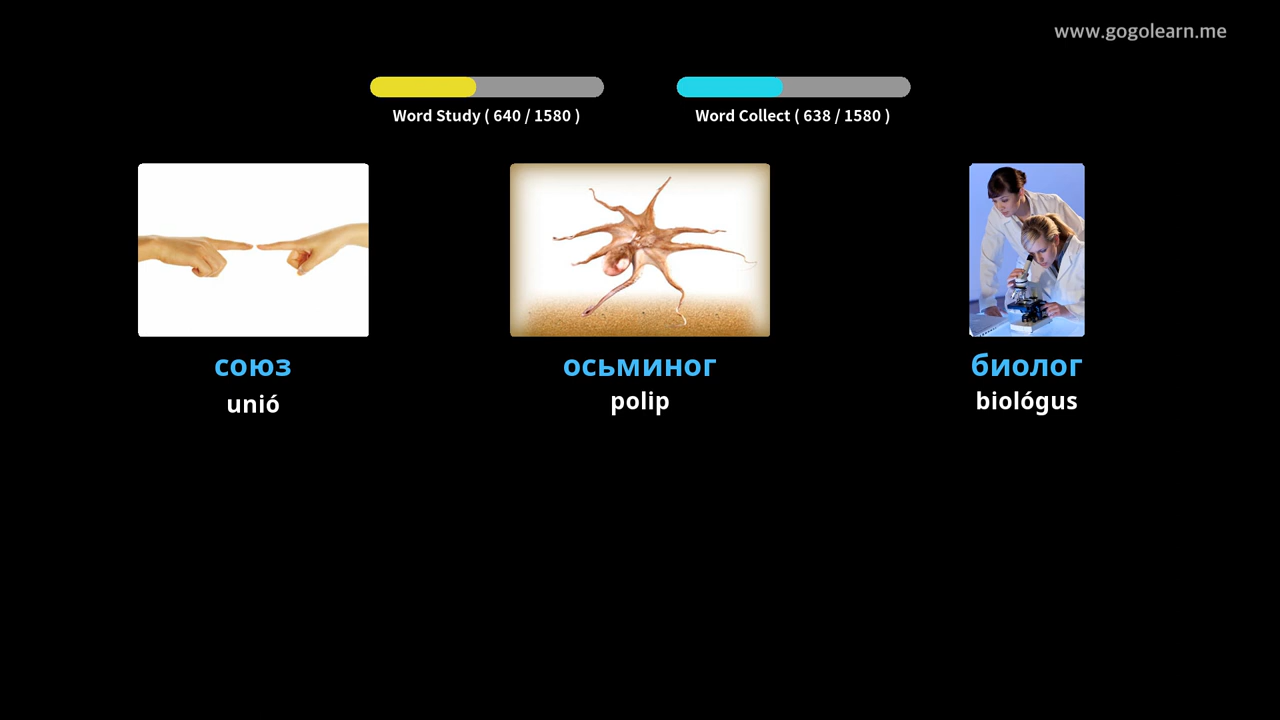 www.gogolearn.me
Word Study ( 640 / 1580 )
Word Collect ( 638 / 1580 )
союз
unió
осьминог
polip
биолог
biológus